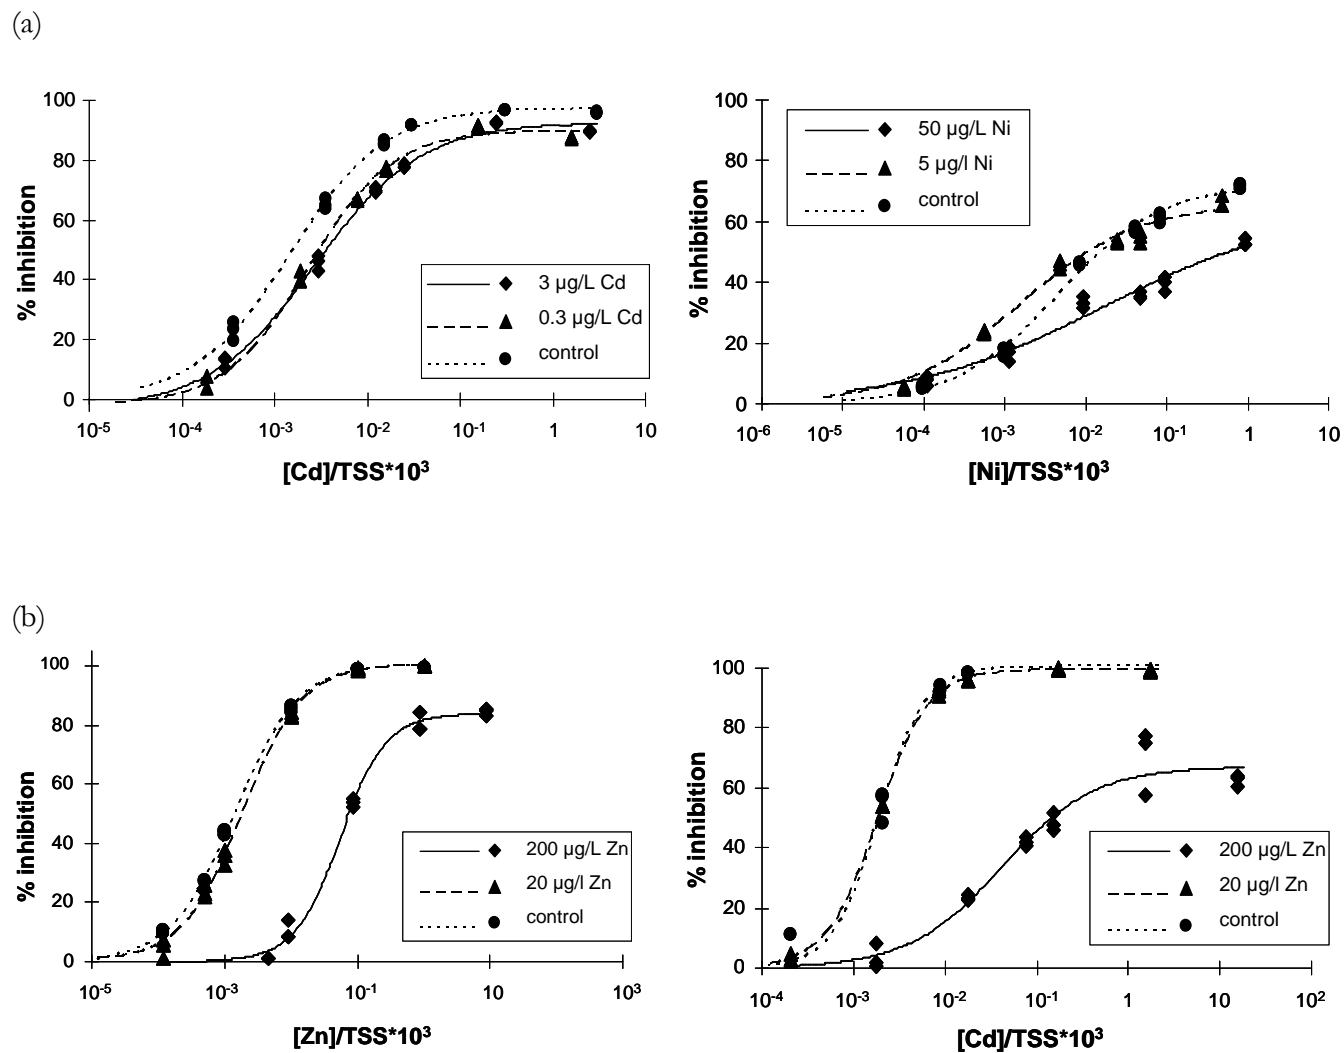 (a)
100
80
60
40
20
0
% inhibition
10-5
10-4
10-3
10-2
10-1
1
10
[Cd]/TSS*10³
3 µg/L Cd
0.3 µg/L Cd
control
100
80
60
40
20
0
% inhibition
10-6
10-5
10-4
10-3
10-2
10-1
1
10
[Ni]/TSS*10³
50 µg/L Ni
5 µg/l Ni
control
(b)
100
80
60
40
20
0
% inhibition
10-5
10-3
10-1
10
10³
[Zn]/TSS*10³
200 µg/L Zn
20 µg/l Zn
control
100
80
60
40
20
0
% inhibition
10-4
10-3
10-2
10-1
1
10
10²
[Cd]/TSS*10³
200 µg/L Zn
20 µg/l Zn
control